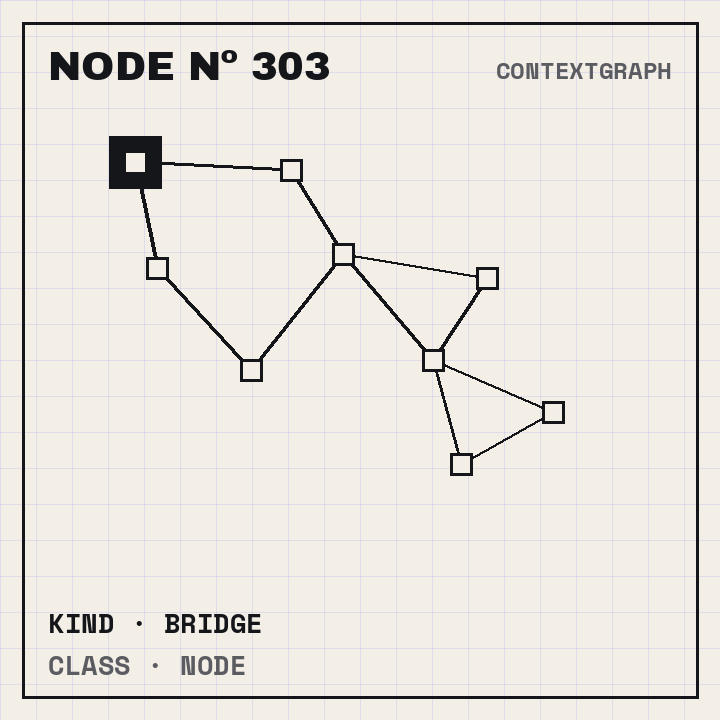 NODE Nº 303
CONTEXTGRAPH
KIND · BRIDGE
CLASS · NODE